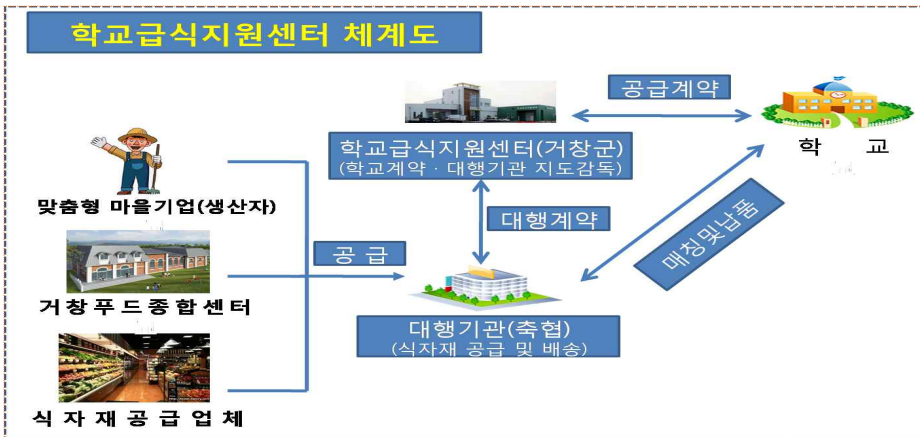 학교급식지원센터 체계도
공급계약
학 교
학교급식지원센터(거창군)
(학교계약 · 대행기관 지도감독)
맞춤형 마을기업(생산자)
대행계약
매칭및납품
공 급
거창푸드종합센터
대행기관(축협)
(식자재 공급 및 배송)
식 자 재 공 급 업 체